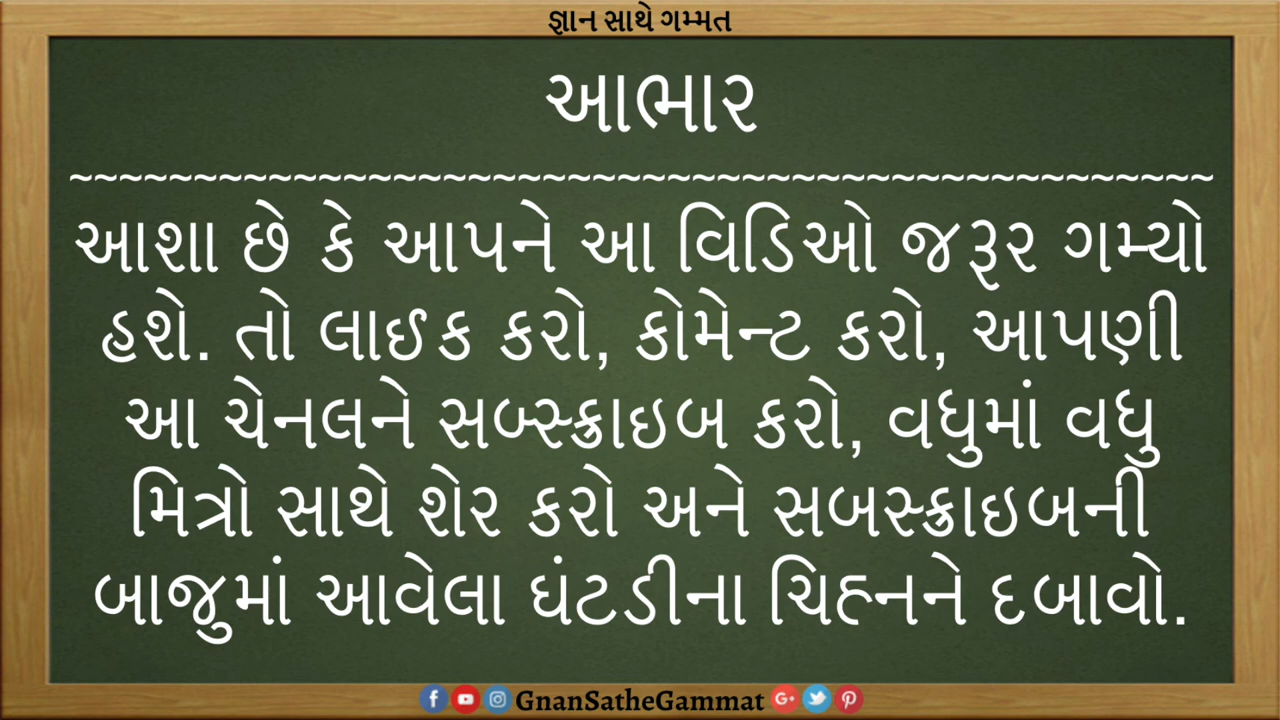 જ્ઞાન સાથે ગમ્મત
આભાર
~~~~~~~~~~~~~~~~~~~~~~~~~~~~~~~~~~~~~~~~~~~~~~
આશા છે કે આપને આ વિડિઓ જરૂર ગમ્યો
હશે. તો લાઈક કરો, કોમેન્ટ કરો, આપણી
આ ચેનલને સબ્સ્ક્રાઇબ કરો, વધુમાં વધુ
મિત્રો સાથે શેર કરો અને સબસ્ક્રાઇબની
બાજુમાં આવેલા ઘંટડીના ચિહ્નને દબાવો.
GnanSatheGammat